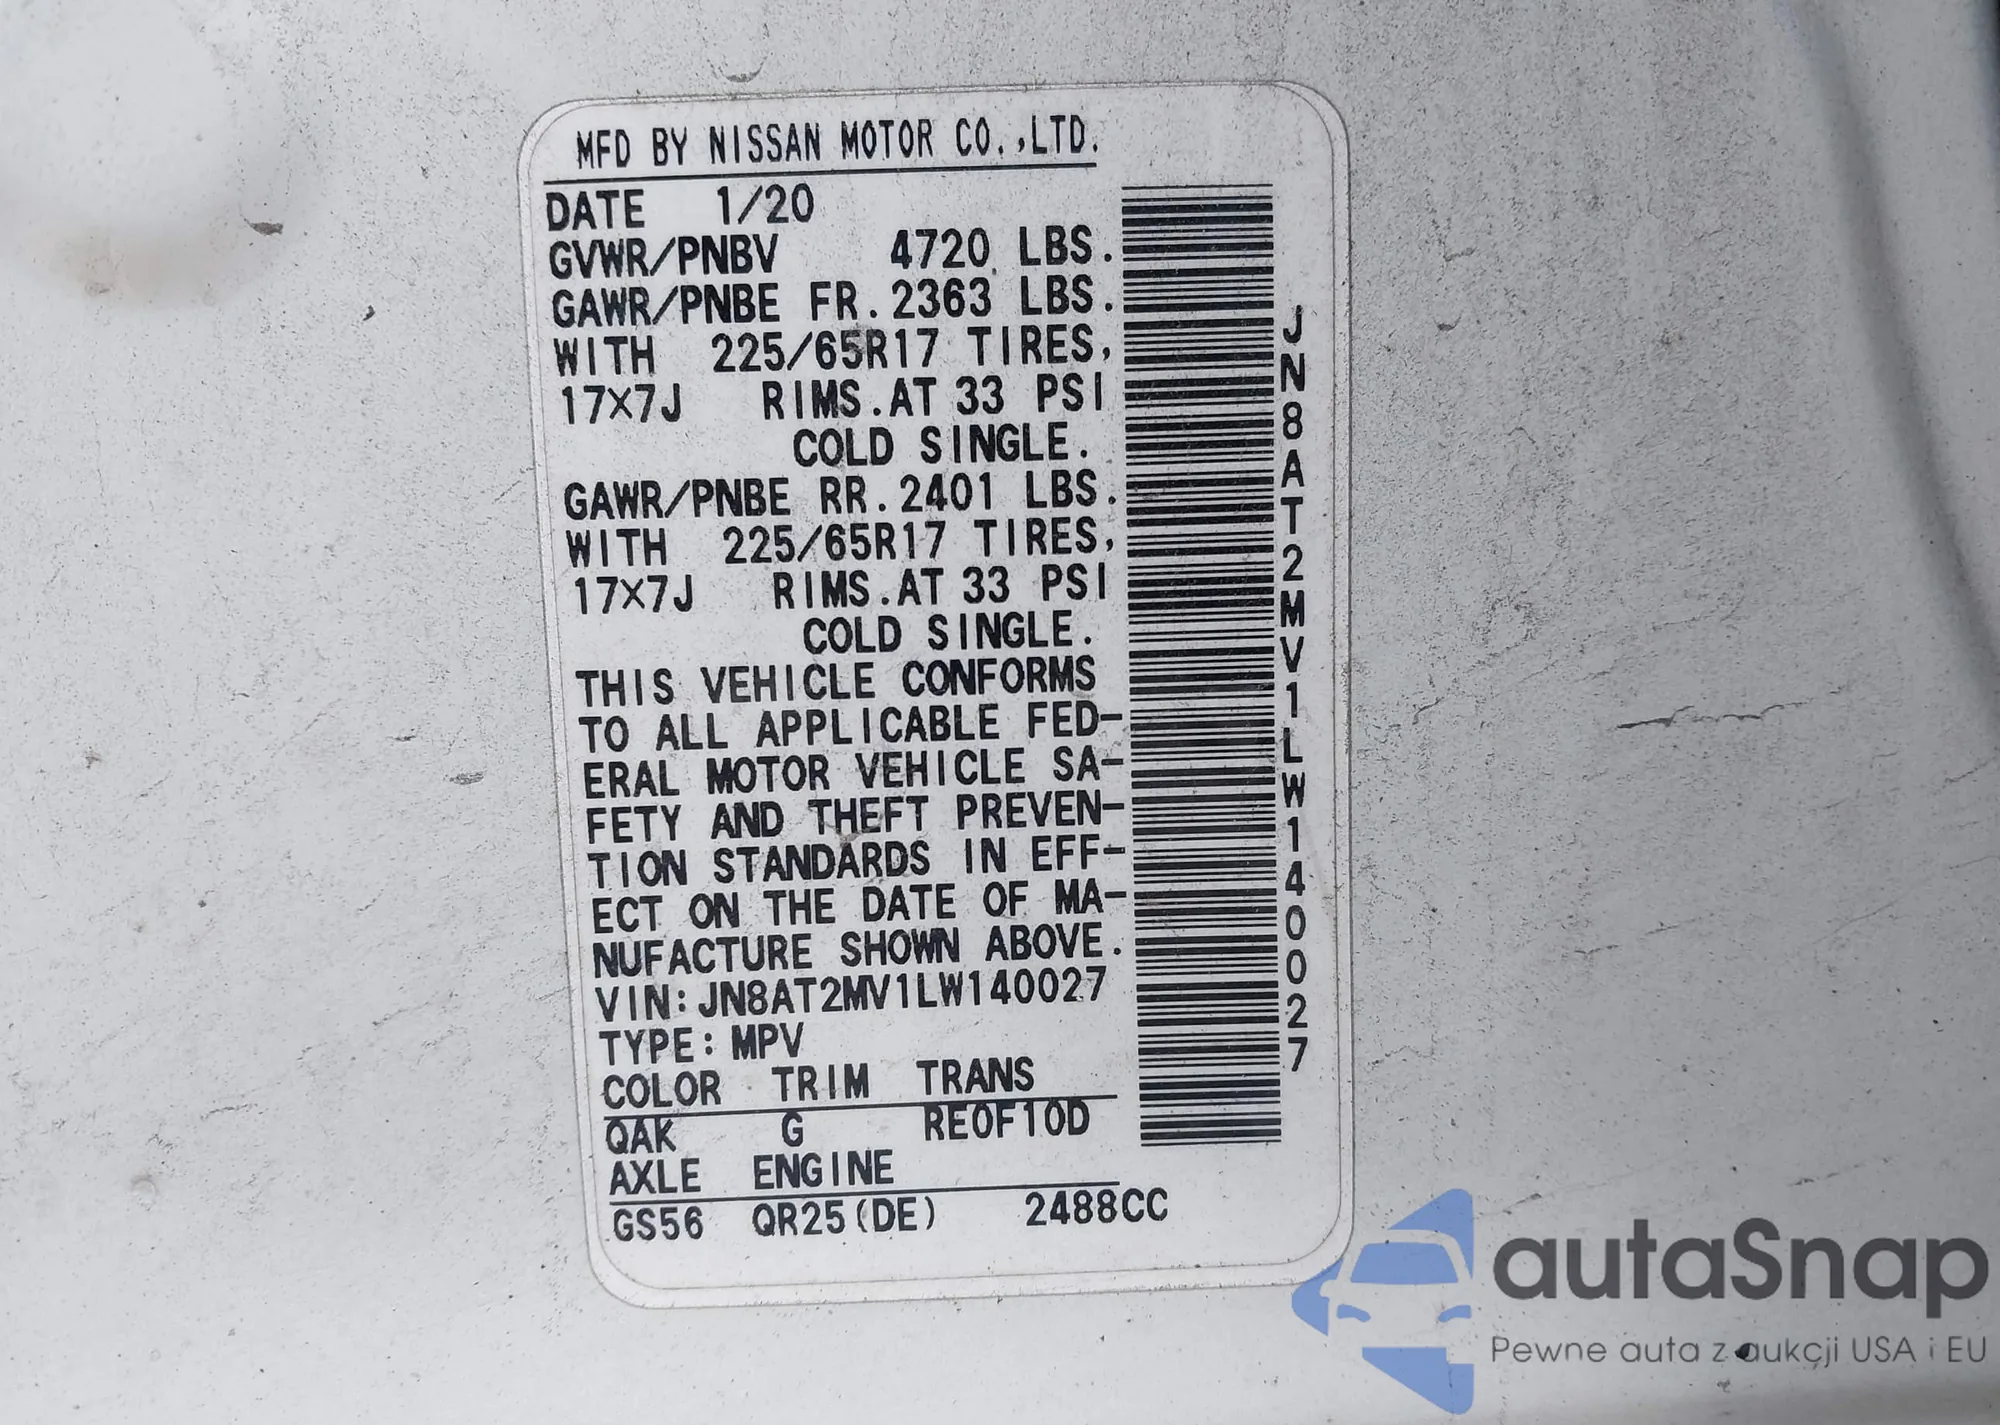 MFD BY NISSAN MOTOR CO.,LTD.
DATE 1/20
GVWR/PNBV 4720 LBS.
GAWR/PNBE FR.2363 LBS.
WITH 225/65R17 TIRES,
17X7J RIMS.AT 33 PSI
COLD SINGLE.
GAWR/PNBE RR.2401 LBS.
WITH 225/65R17 TIRES,
17X7J RIMS.AT 33 PSI
COLD SINGLE.
THIS VEHICLE CONFORMS
TO ALL APPLICABLE FED-
ERAL MOTOR VEHICLE SA-
FETY AND THEFT PREVEN-
TION STANDARDS IN EFF-
ECT ON THE DATE OF MA-
NUFACTURE SHOWN ABOVE.
VIN:JN8AT2MV1LW140027
TYPE:MPV
COLOR TRIM TRANS
QAK G RE0F10D
AXLE ENGINE
GS56 QR25(DE) 2488CC
JN8AT2MV1LW140027
autaSnap
Pewne auta z aukcji USA i EU